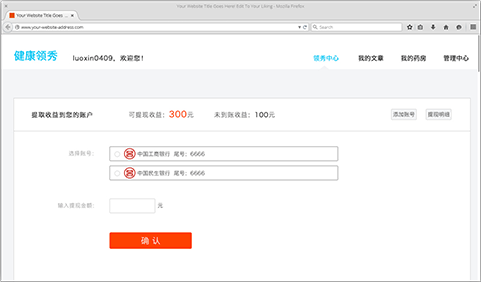 Your Website Title Goes Here! Edit To Your Liking - Mozilla Firefox
Your Website Title Goes ...
www.your-website-address.com
Search
健康领秀
luoxin0409，欢迎您！
领秀中心 我的文章 我的药房 管理中心
提取收益到您的账户 可提现收益：300元 未到账收益：100元 添加账号 提现明细
选择账号：
中国工商银行 尾号：6666
中国民生银行 尾号：6666
输入提现金额： 元
确 认